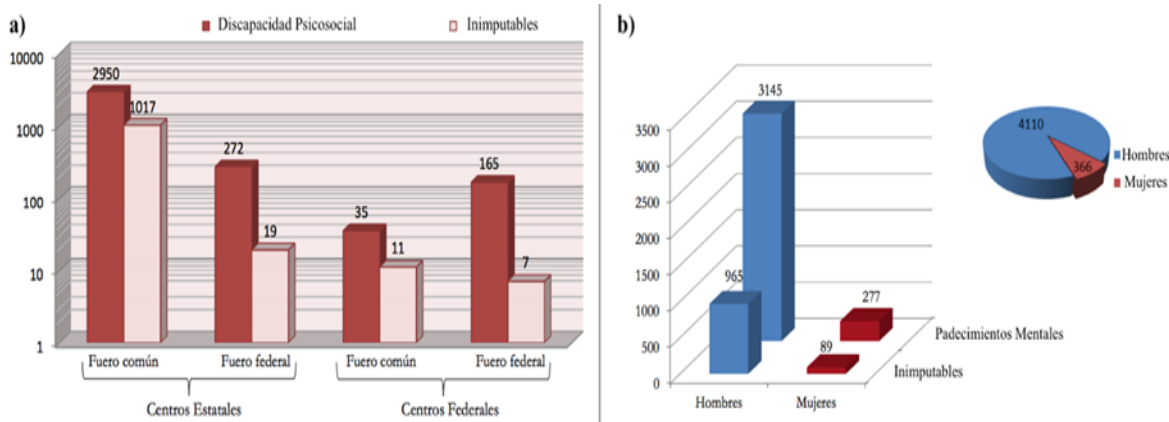 a)
Discapacidad Psicosocial Inimputables
10000
1000
100
10
1
2950
1017
272
19
35
11
165
7
Fuero común Fuero federal Fuero común Fuero federal
Centros Estatales Centros Federales
b)
3500
3000
2500
2000
1500
1000
500
0
3145
965
277
89
Padecimientos Mentales
Inimputables
Hombres Mujeres
4110
366
Hombres
Mujeres